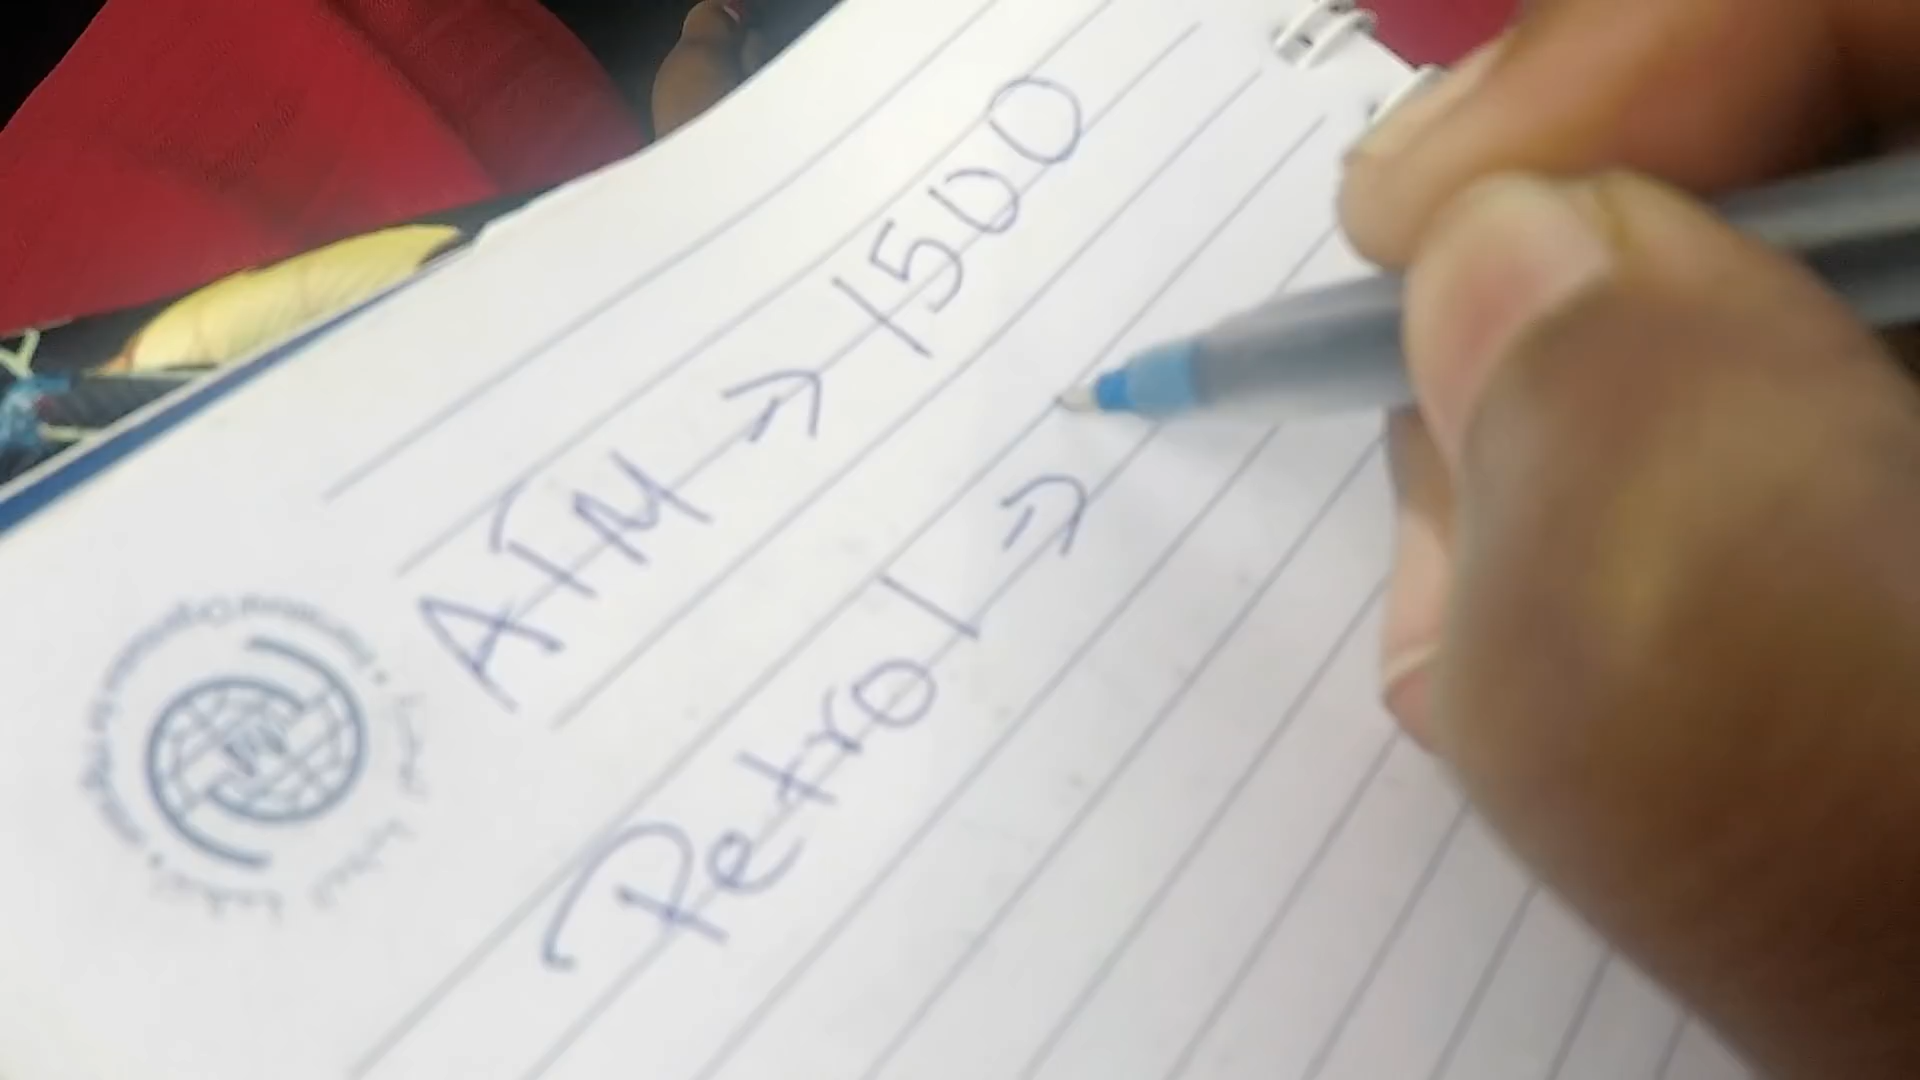 ATM → 1500
Petrol →